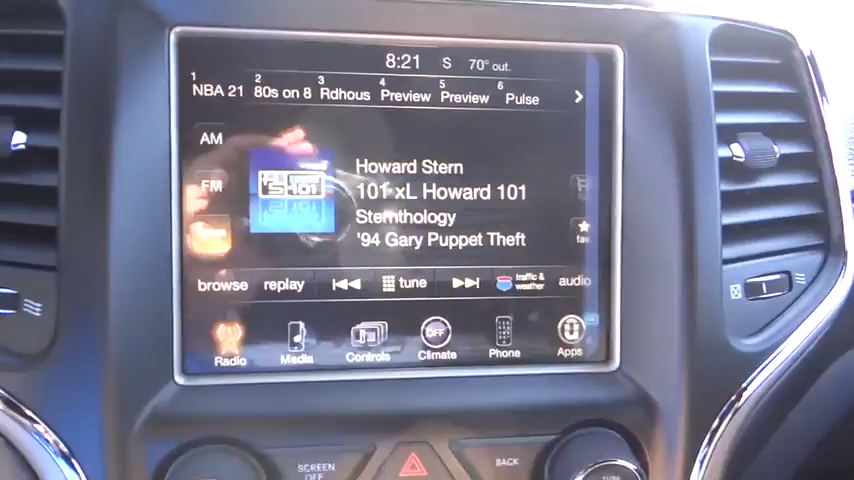 8:21 S 70° out.
1 2 3 4 5 6
NBA 21 80s on 8 Rdhous Preview Preview Pulse
AM
FM
Howard Stern
101 xL Howard 101
Sternthology
'94 Gary Puppet Theft
fav
browse replay tune traffic & weather audio
OFF
Radio Media Controls Climate Phone Apps
SCREEN OFF
BACK